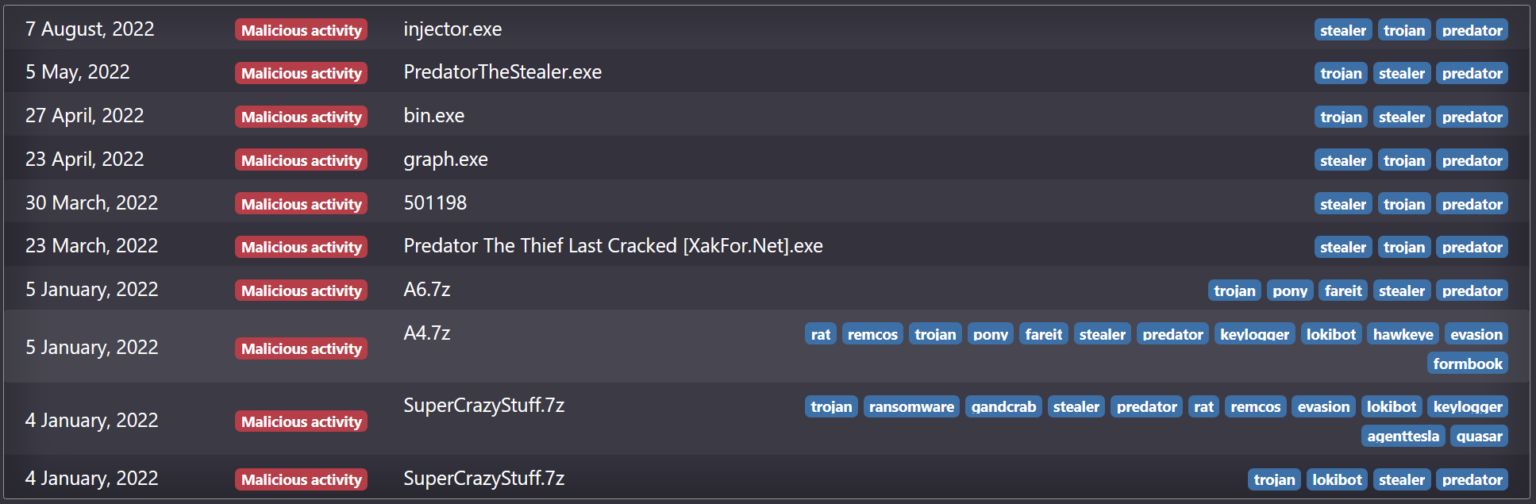 7 August, 2022 Malicious activity injector.exe stealer trojan predator
5 May, 2022 Malicious activity PredatorTheStealer.exe trojan stealer predator
27 April, 2022 Malicious activity bin.exe trojan stealer predator
23 April, 2022 Malicious activity graph.exe stealer trojan predator
30 March, 2022 Malicious activity 501198 stealer trojan predator
23 March, 2022 Malicious activity Predator The Thief Last Cracked [XakFor.Net].exe stealer trojan predator
5 January, 2022 Malicious activity A6.7z trojan pony fareit stealer predator
5 January, 2022 Malicious activity A4.7z rat remcos trojan pony fareit stealer predator keylogger lokibot hawkeye evasion
formbook
4 January, 2022 Malicious activity SuperCrazyStuff.7z trojan ransomware gandcrab stealer predator rat remcos evasion lokibot keylogger
agenttesla quasar
4 January, 2022 Malicious activity SuperCrazyStuff.7z trojan lokibot stealer predator